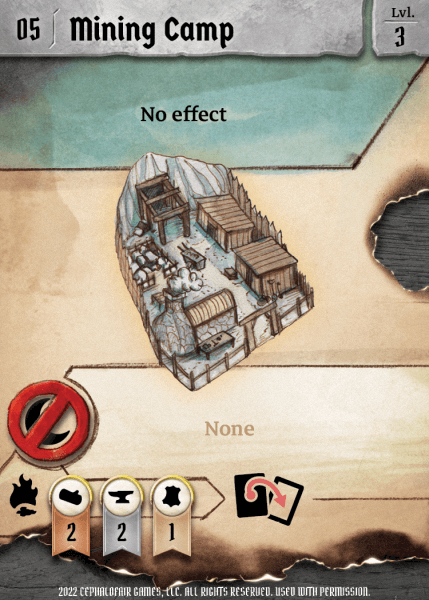 05 Mining Camp
Lvl.
3
No effect
None
2 2 1
2022 CEPHALOFAIR GAMES, LLC. ALL RIGHTS RESERVED. USED WITH PERMISSION.